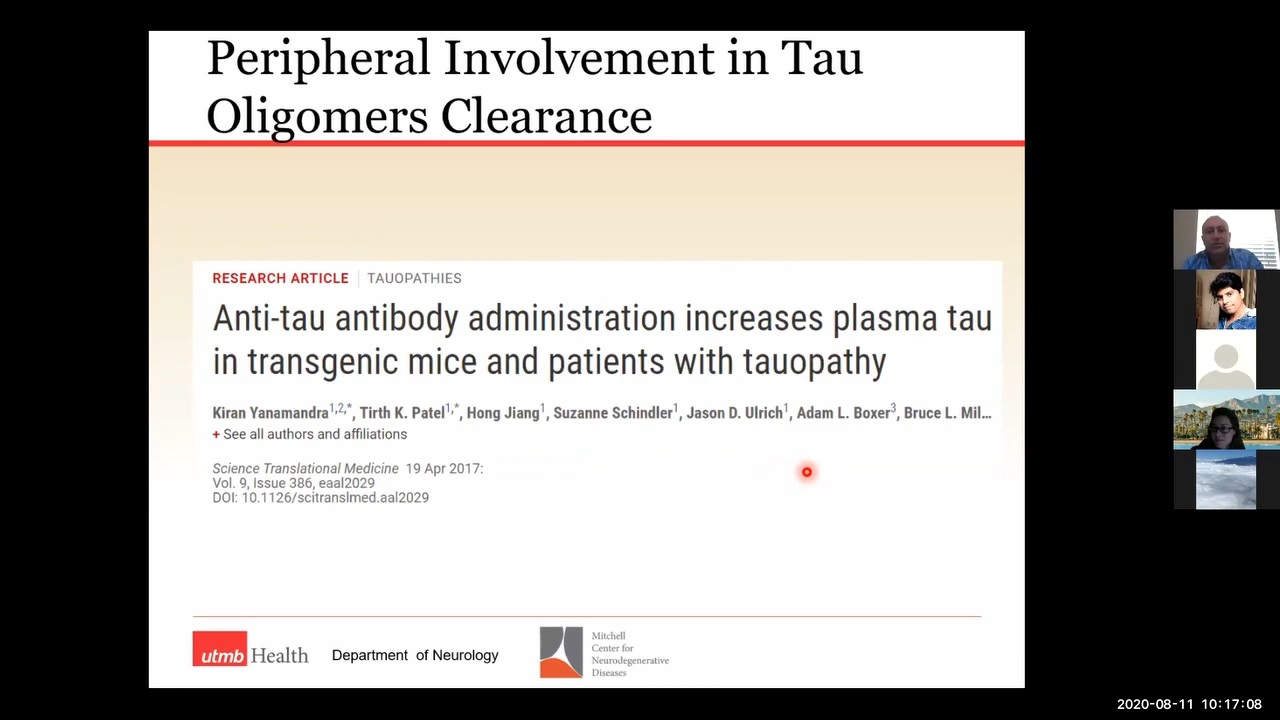 Peripheral Involvement in Tau
Oligomers Clearance
RESEARCH ARTICLE | TAUOPATHIES
Anti-tau antibody administration increases plasma tau
in transgenic mice and patients with tauopathy
Kiran Yanamandra1,2,*, Tirth K. Patel1,*, Hong Jiang1, Suzanne Schindler1, Jason D. Ulrich1, Adam L. Boxer3, Bruce L. Mil…
+ See all authors and affiliations
Science Translational Medicine 19 Apr 2017:
Vol. 9, Issue 386, eaal2029
DOI: 10.1126/scitranslmed.aal2029
utmb Health
Department of Neurology
Mitchell
Center for
Neurodegenerative
Diseases
2020-08-11 10:17:08